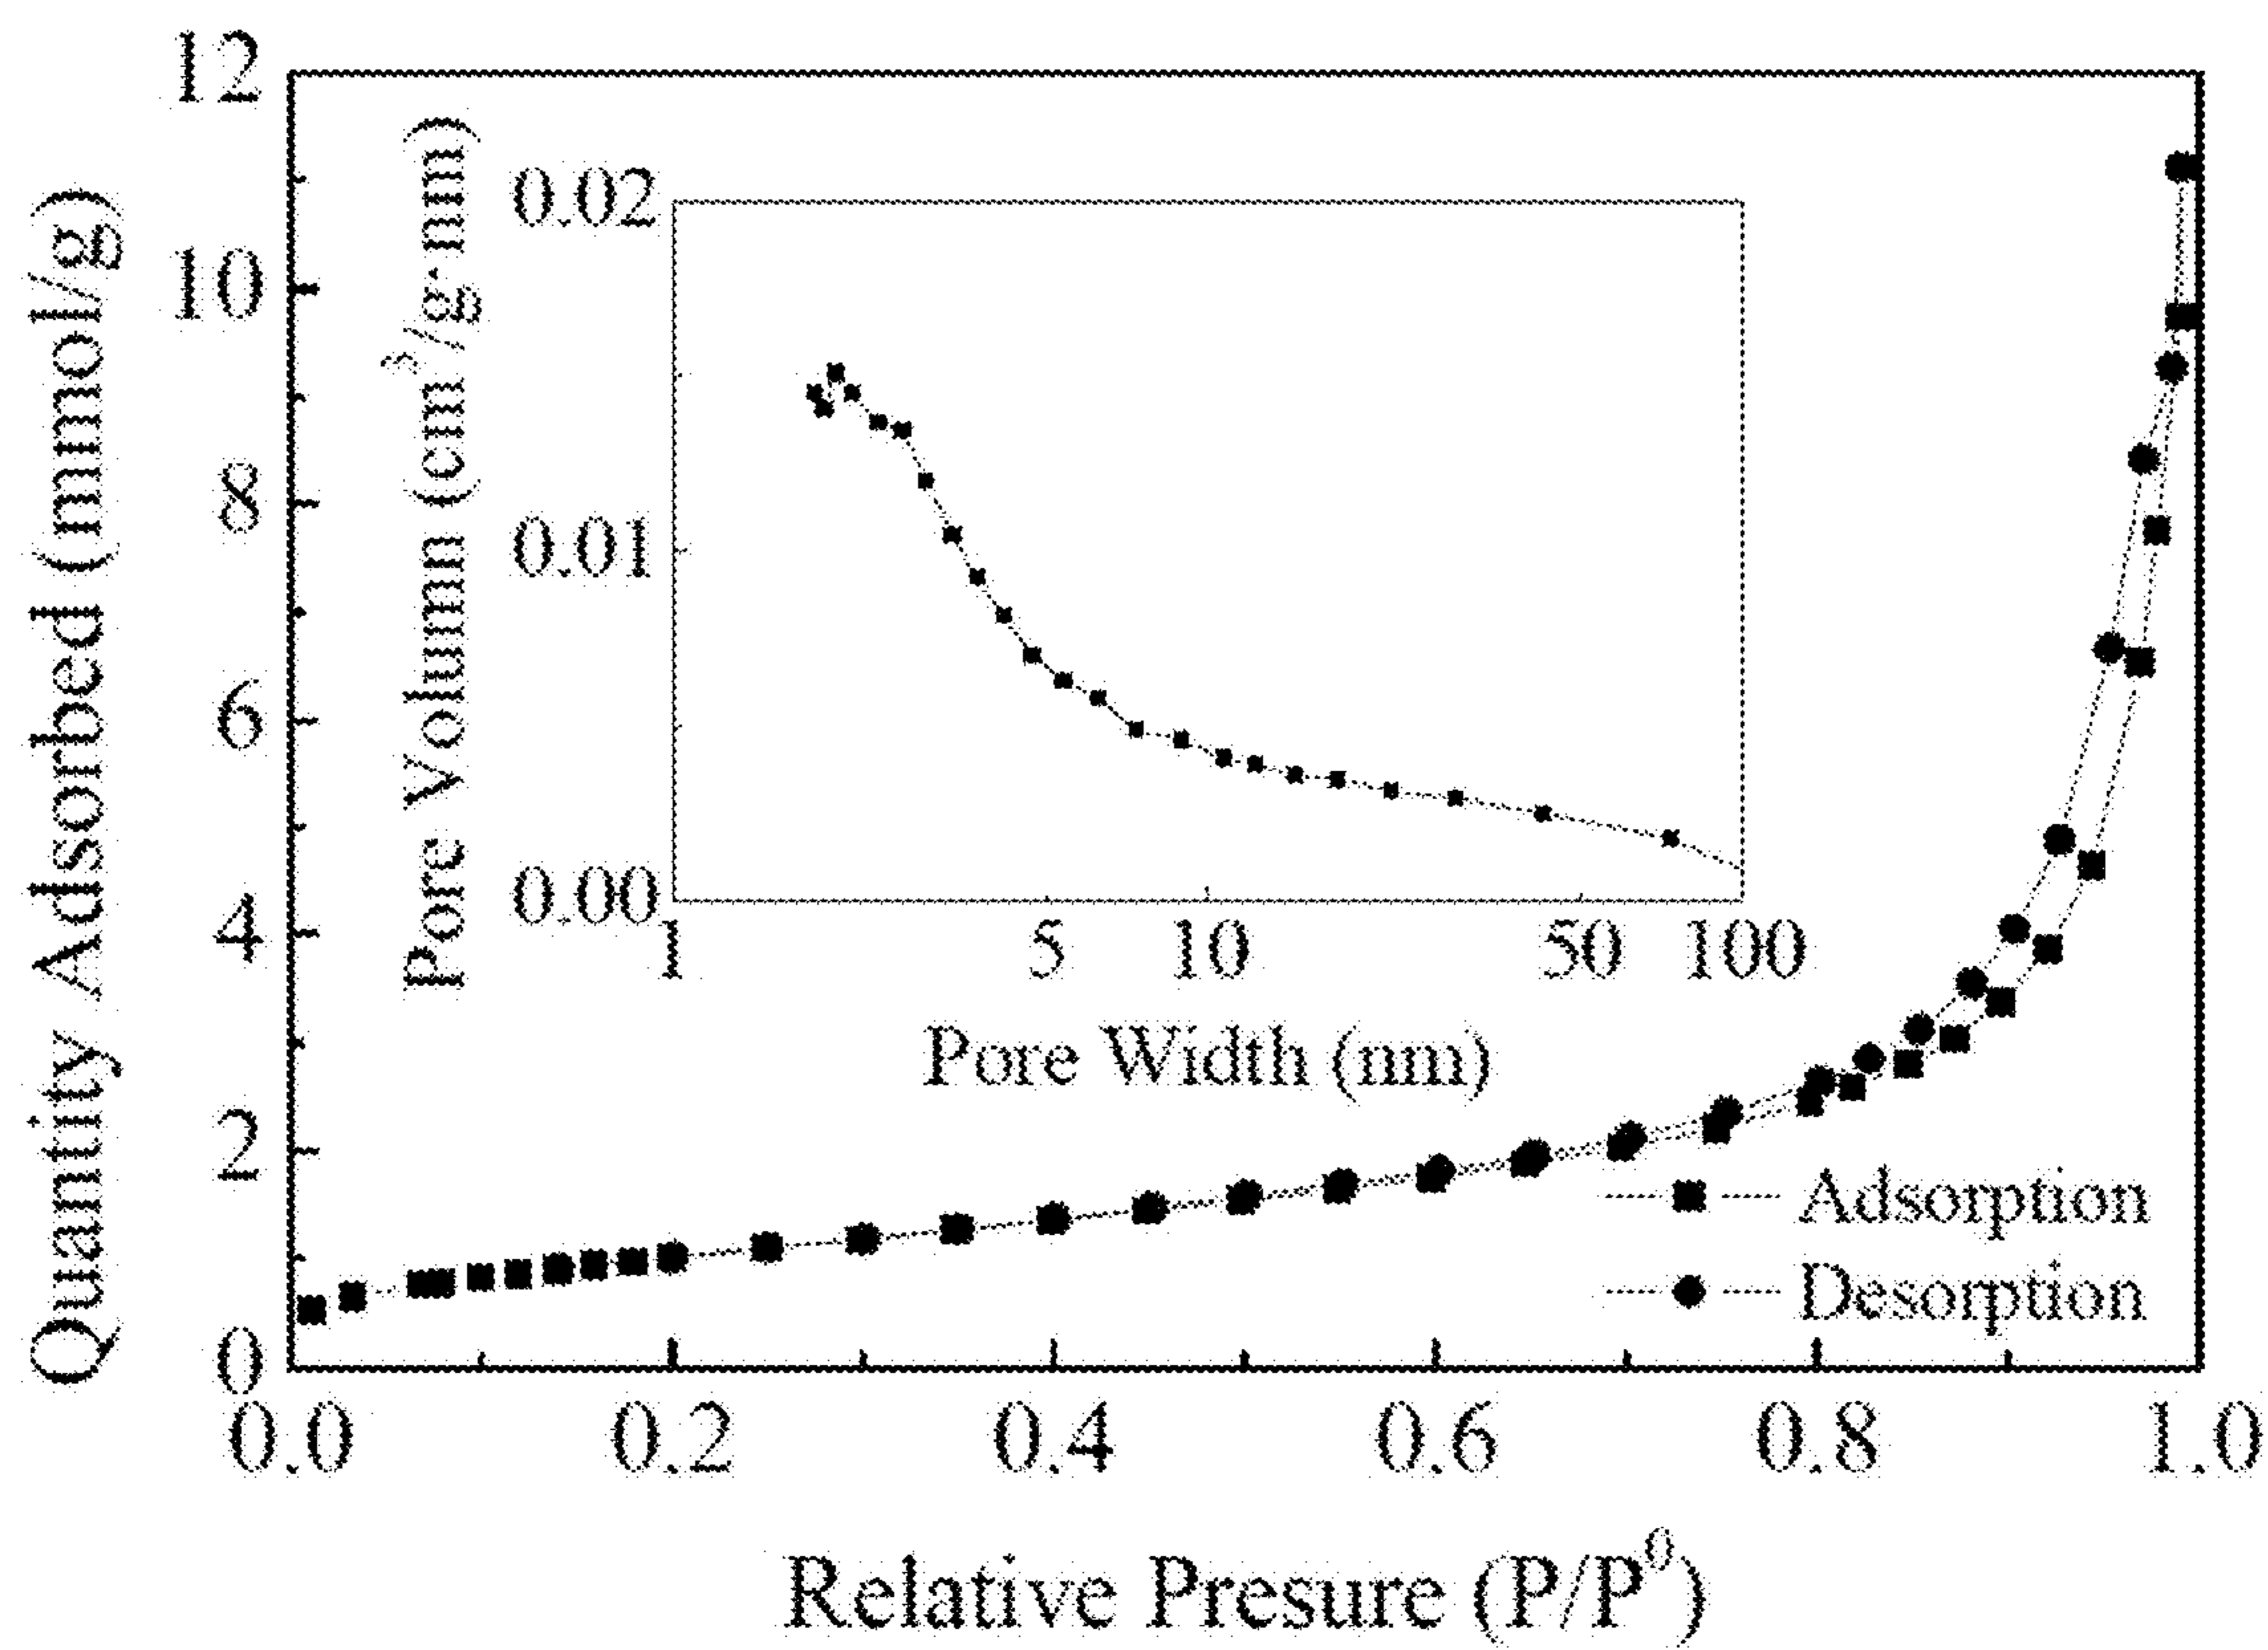 Quantity Adsorbed (mmol/g)
12
10
8
6
4
2
0
0.0 0.2 0.4 0.6 0.8 1.0
Relative Presure (P/P⁰)
Pore Volumn (cm³/g·nm)
0.02
0.01
0.00
1 5 10 50 100
Pore Width (nm)
Adsorption
Desorption